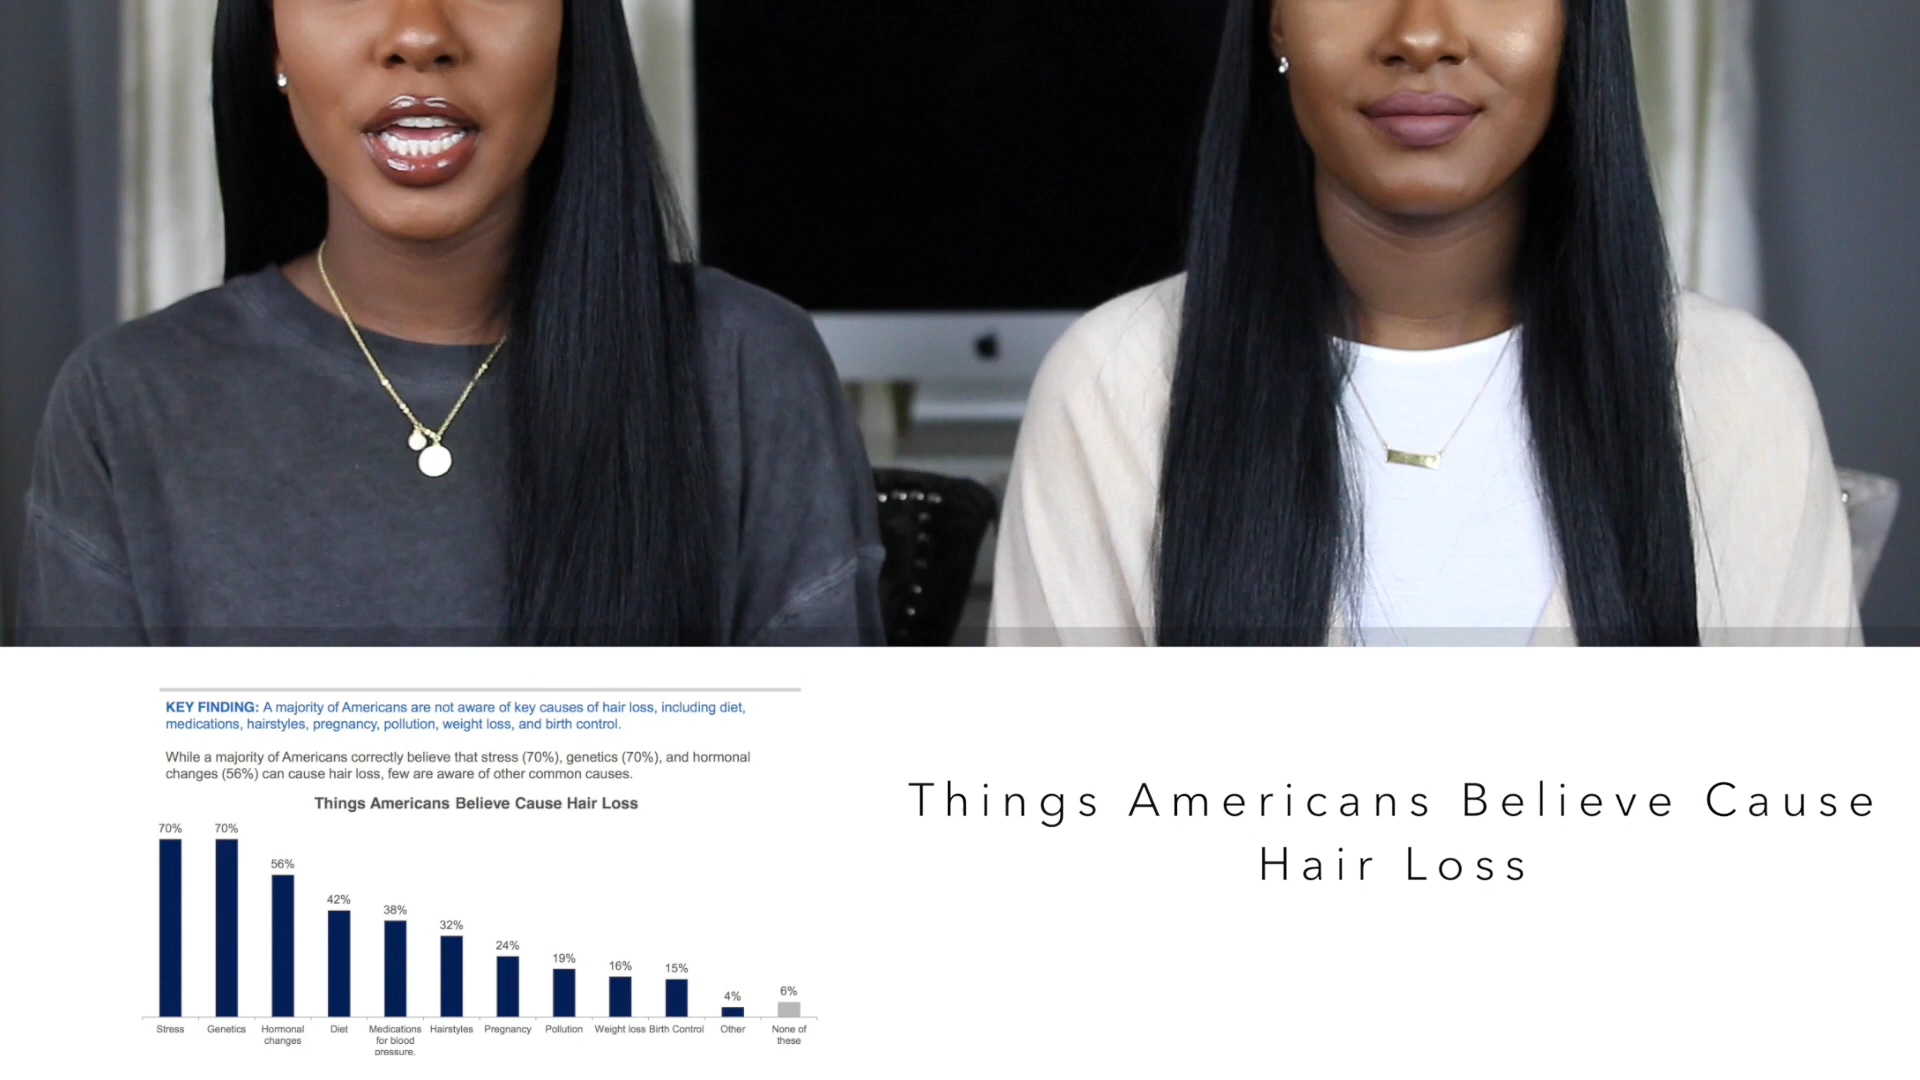 KEY FINDING: A majority of Americans are not aware of key causes of hair loss, including diet,
medications, hairstyles, pregnancy, pollution, weight loss, and birth control.
While a majority of Americans correctly believe that stress (70%), genetics (70%), and hormonal
changes (56%) can cause hair loss, few are aware of other common causes.
Things Americans Believe Cause Hair Loss
70% 70% 56% 42% 38% 32% 24% 19% 16% 15% 4% 6%
Stress Genetics Hormonal Diet Medications Hairstyles Pregnancy Pollution Weight loss Birth Control Other None of
changes for blood these
pressure.
Things Americans Believe Cause
Hair Loss